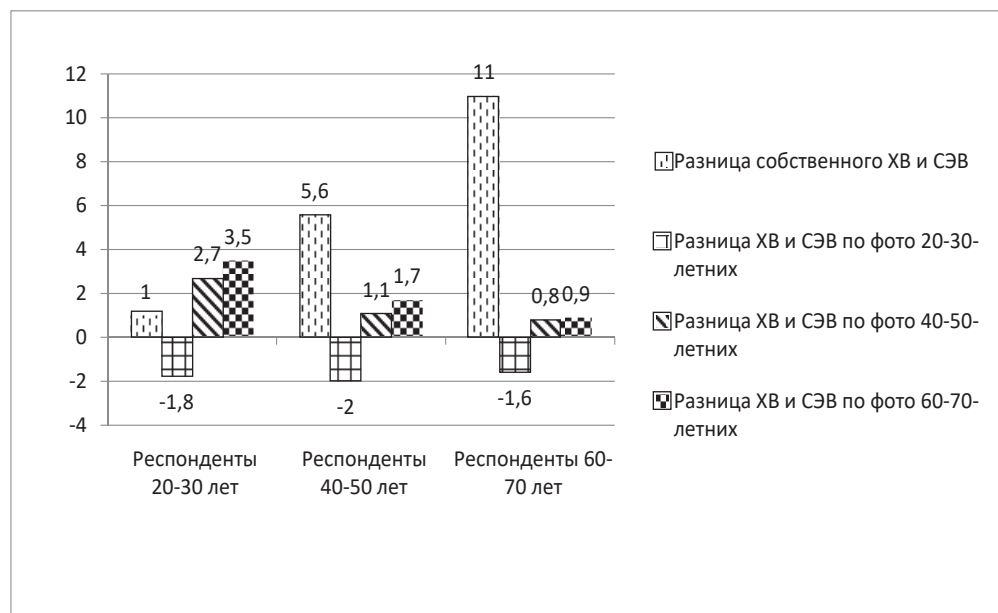 12
10
8
6
4
2
0
-2
-4
1
-1,8
2,7
3,5
5,6
-2
1,1
1,7
11
-1,6
0,8
0,9
Респонденты
20-30 лет
Респонденты
40-50 лет
Респонденты 60-
70 лет
Разница собственного ХВ и СЭВ
Разница ХВ и СЭВ по фото 20-30-
летних
Разница ХВ и СЭВ по фото 40-50-
летних
Разница ХВ и СЭВ по фото 60-70-
летних